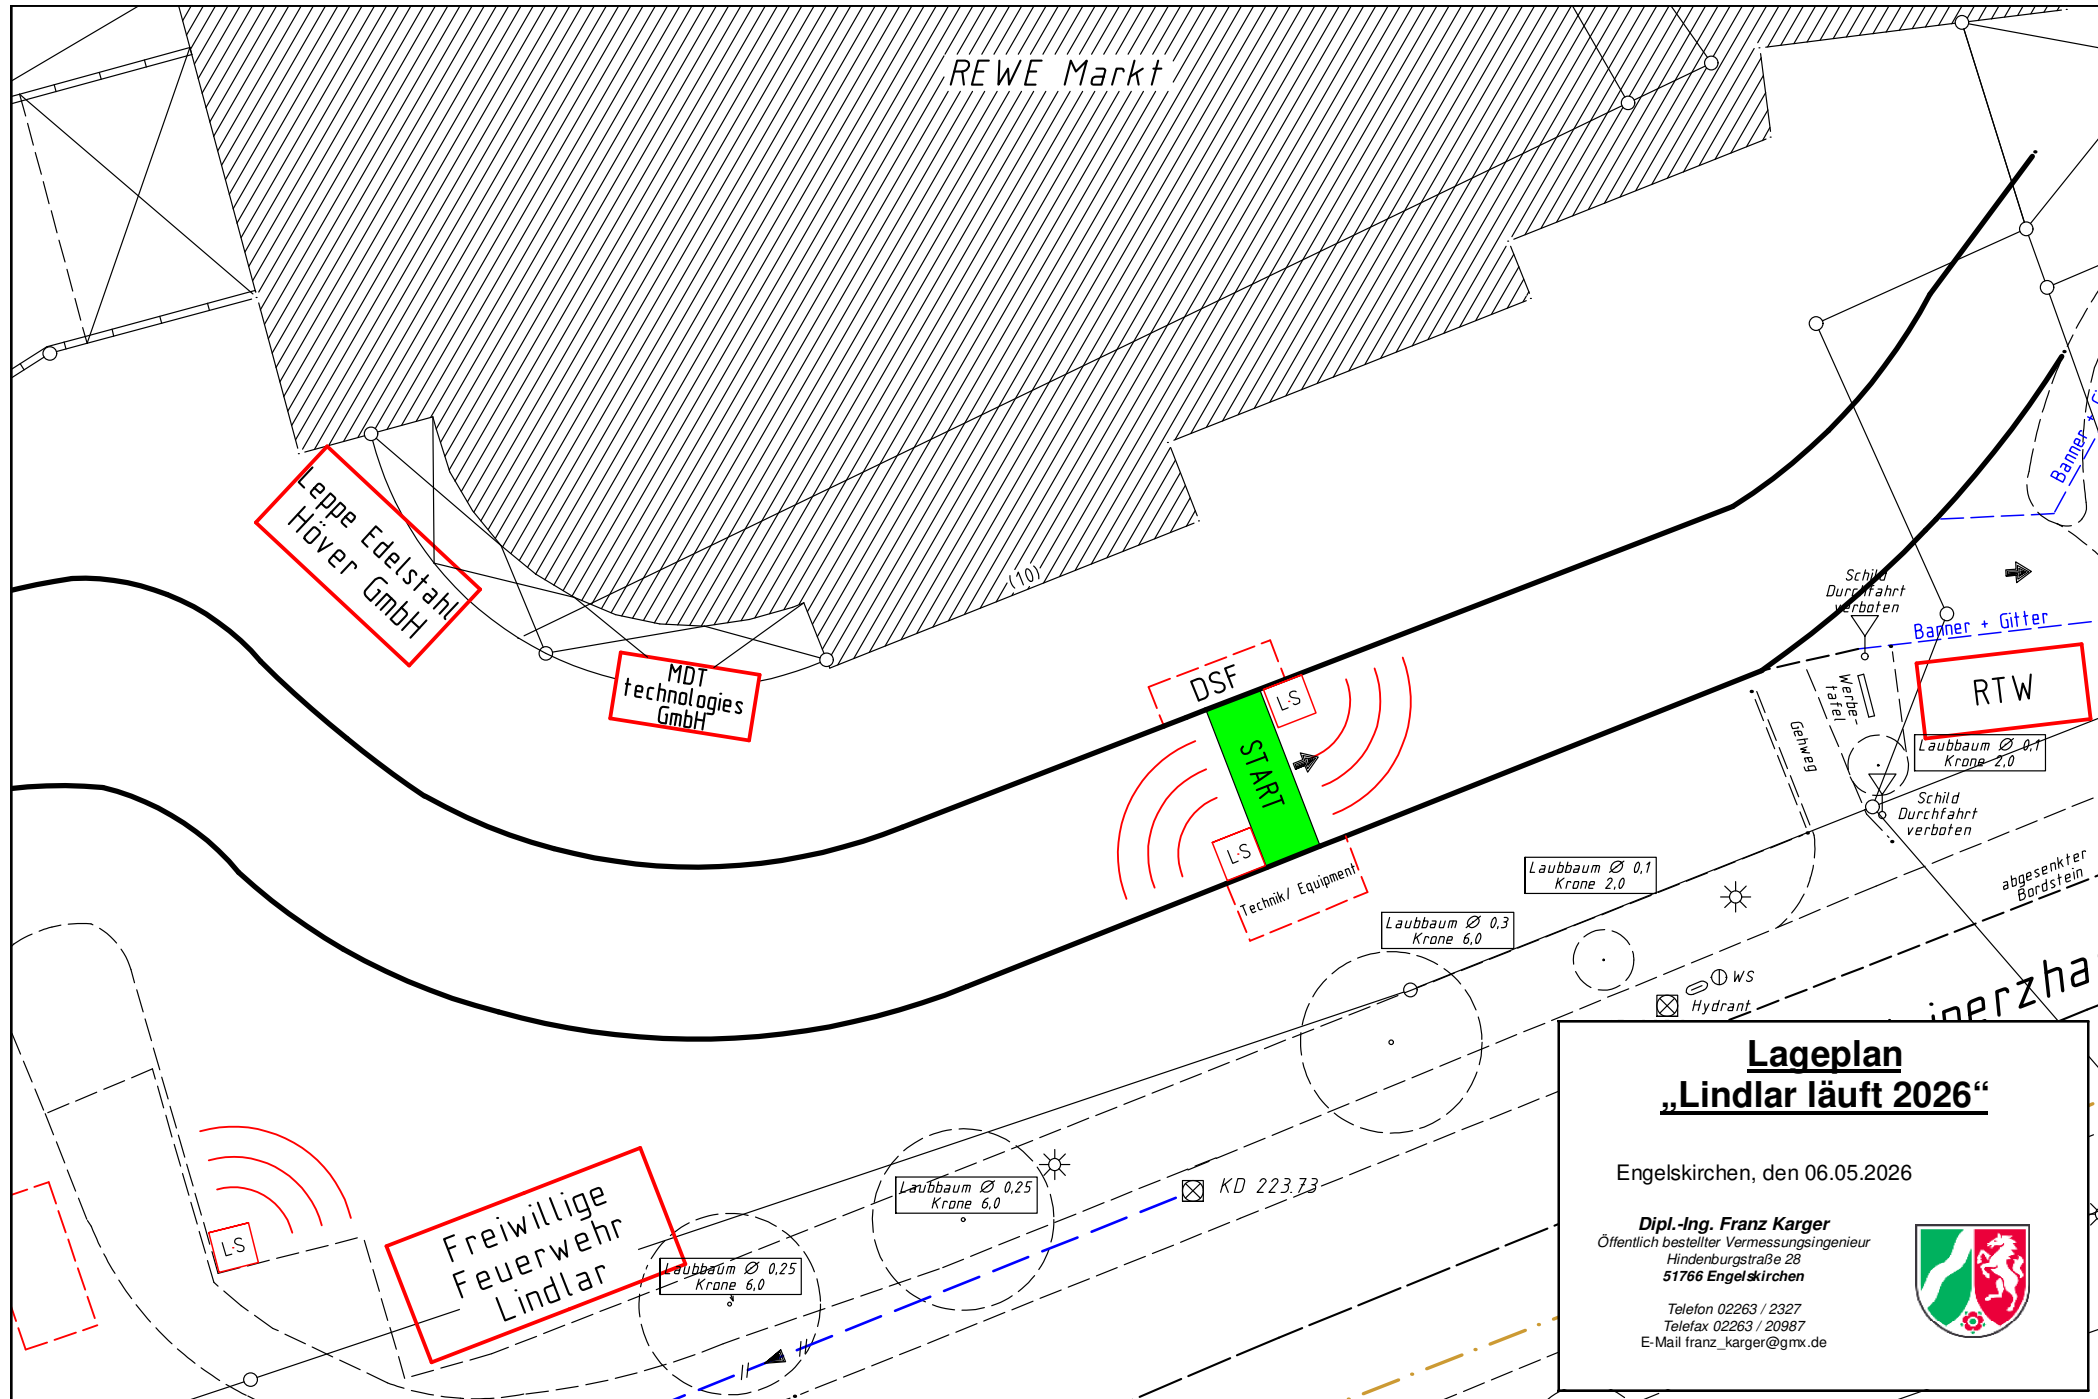 REWE Markt
Leppe Edelstahl
Höver GmbH
MDT
technologies
GmbH
(10)
DSF
L-S
START
L-S
Technik/ Equipment
Schild
Durchfahrt
verboten
Banner + Gitter
Banner +
RTW
Werbe-
tafel
Gehweg
Laubbaum Ø 0,1
Krone 2,0
Schild
Durchfahrt
verboten
abgesenkter
Bordstein
Laubbaum Ø 0,1
Krone 2,0
Laubbaum Ø 0,3
Krone 6,0
WS
Hydrant
KD 223.73
Laubbaum Ø 0,25
Krone 6,0
Laubbaum Ø 0,25
Krone 6,0
L-S
Freiwillige
Feuerwehr
Lindlar
Lageplan
„Lindlar läuft 2026“
Engelskirchen, den 06.05.2026
Dipl.-Ing. Franz Karger
Öffentlich bestellter Vermessungsingenieur
Hindenburgstraße 28
51766 Engelskirchen
Telefon 02263 / 2327
Telefax 02263 / 20987
E-Mail franz_karger@gmx.de